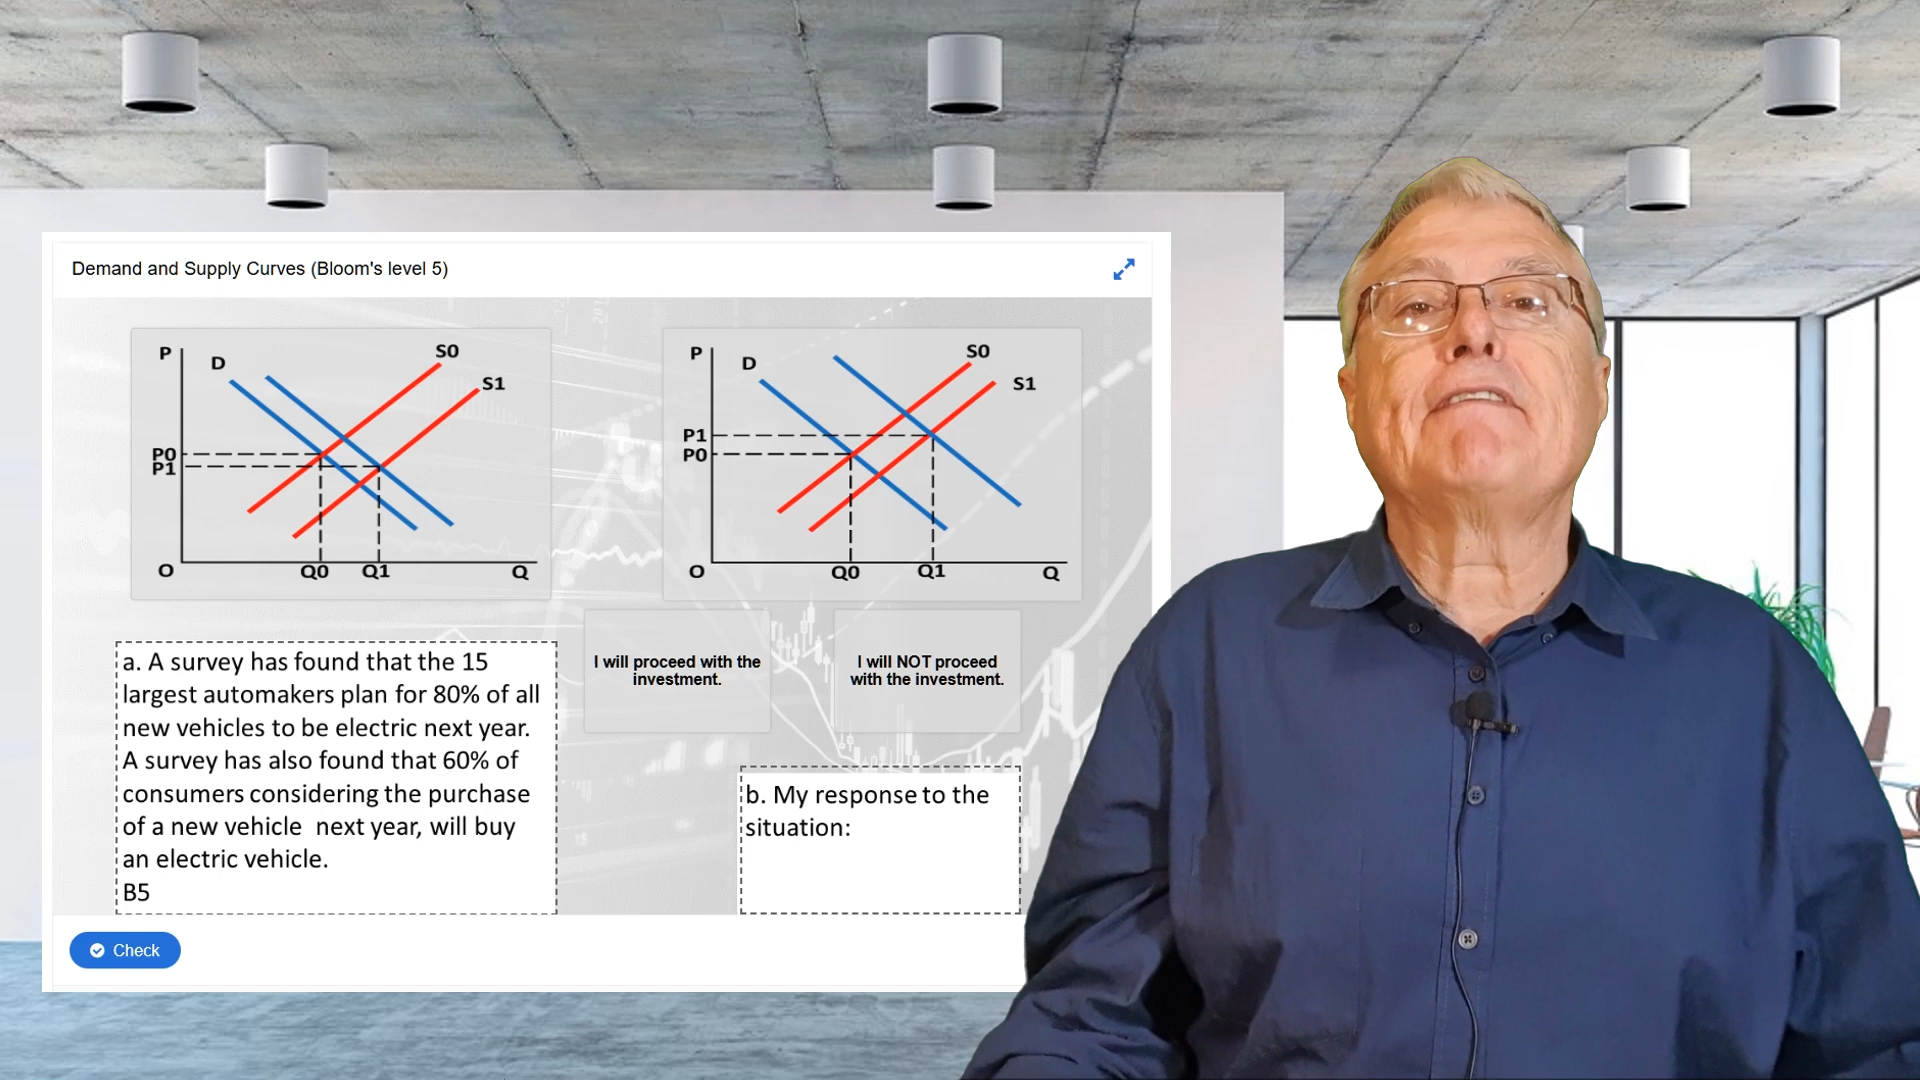 Demand and Supply Curves (Bloom's level 5)
P
D
S0
S1
P0
P1
O
Q0
Q1
Q
P
D
S0
S1
P1
P0
O
Q0
Q1
Q
a. A survey has found that the 15
largest automakers plan for 80% of all
new vehicles to be electric next year.
A survey has also found that 60% of
consumers considering the purchase
of a new vehicle  next year, will buy
an electric vehicle.
B5
I will proceed with the
investment.
I will NOT proceed
with the investment.
b. My response to the
situation:
Check